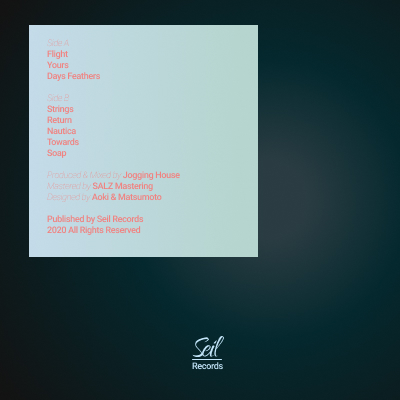 Side A
Flight
Yours
Days Feathers
Side B
Strings
Return
Nautica
Towards
Soap
Produced & Mixed by Jogging House
Mastered by SALZ Mastering
Designed by Aoki & Matsumoto
Published by Seil Records
2020 All Rights Reserved
Seil
Records